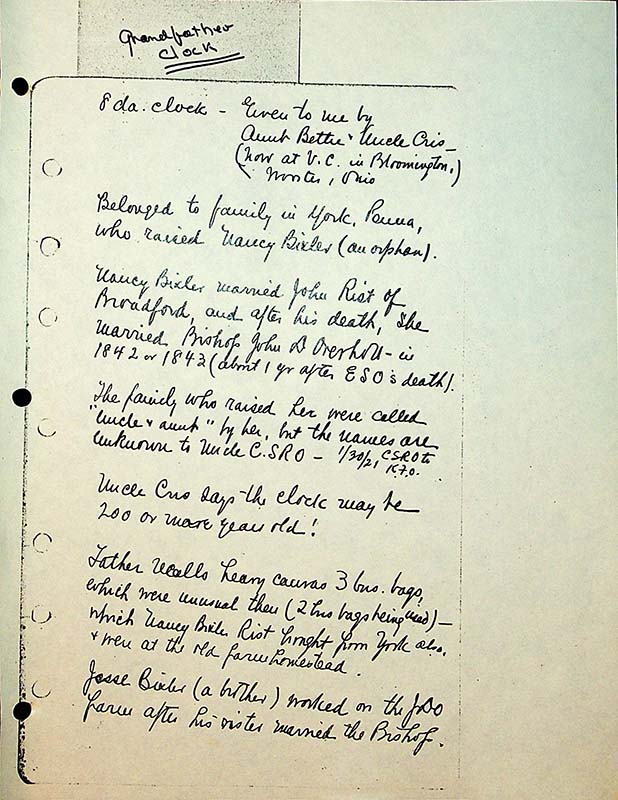 Grandfather
Clock
8 da. clock - Given to me by
Aunt Bettie & Uncle Cris -
(now at V.C. in Bloomington,)
Wooster, Ohio
Belonged to family in York, Penna,
who raised Nancy Bixler (an orphan).
Nancy Bixler married John Rist of
Broadford, and after his death, she
married Bishop John D Overholt - in
1842 or 1843 (about 1 yr after ESO's death).
The family who raised her were called
"Uncle & aunt" by her, but the names are
unknown to Uncle C.SRO - 1/30/21 CSRO to
K.F.O.
Uncle Cris says the clock may be
200 or more years old!
Father recalls heavy canvas 3 bus. bags,
which were unusual then (2 bus bags being used) -
which Nancy Bixler Rist brought from York also,
& were at the old farm homestead.
Jesse Bixler (a brother) worked on the JDO
farm after his sister married the Bishop.